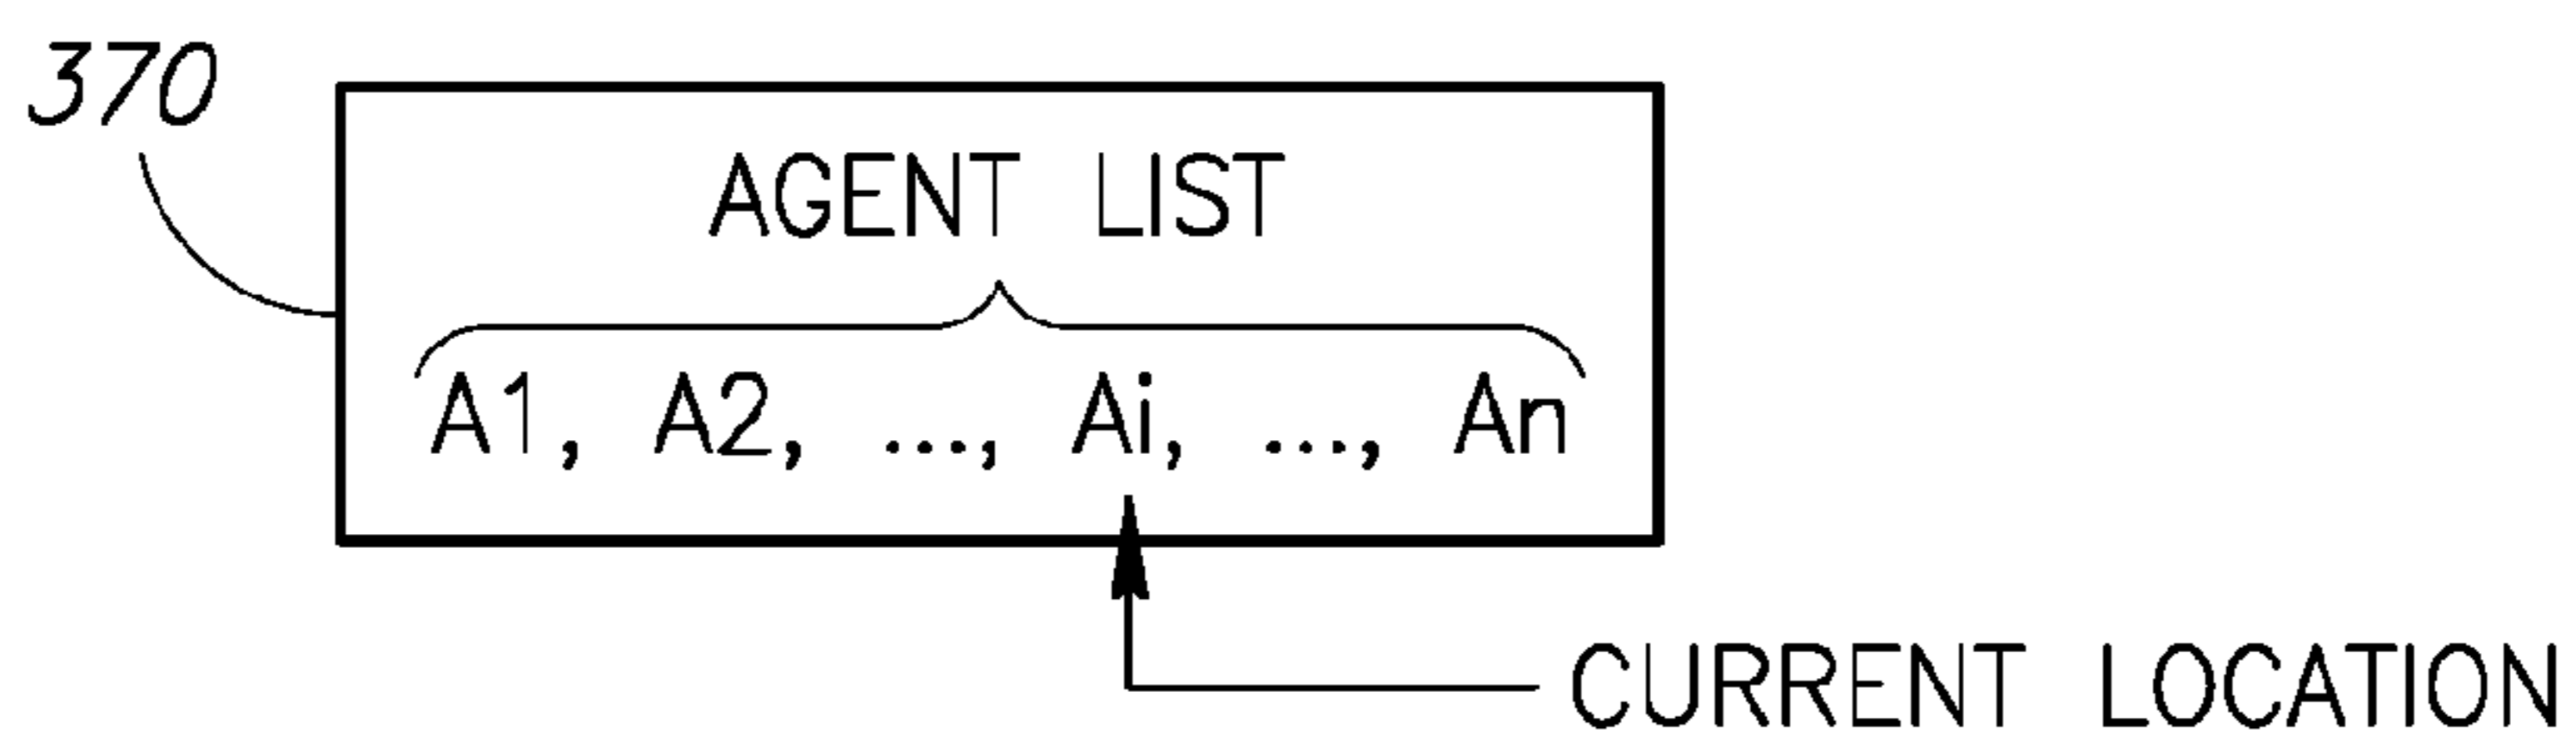 370
AGENT LIST
A1, A2, ..., Ai, ..., An
CURRENT LOCATION